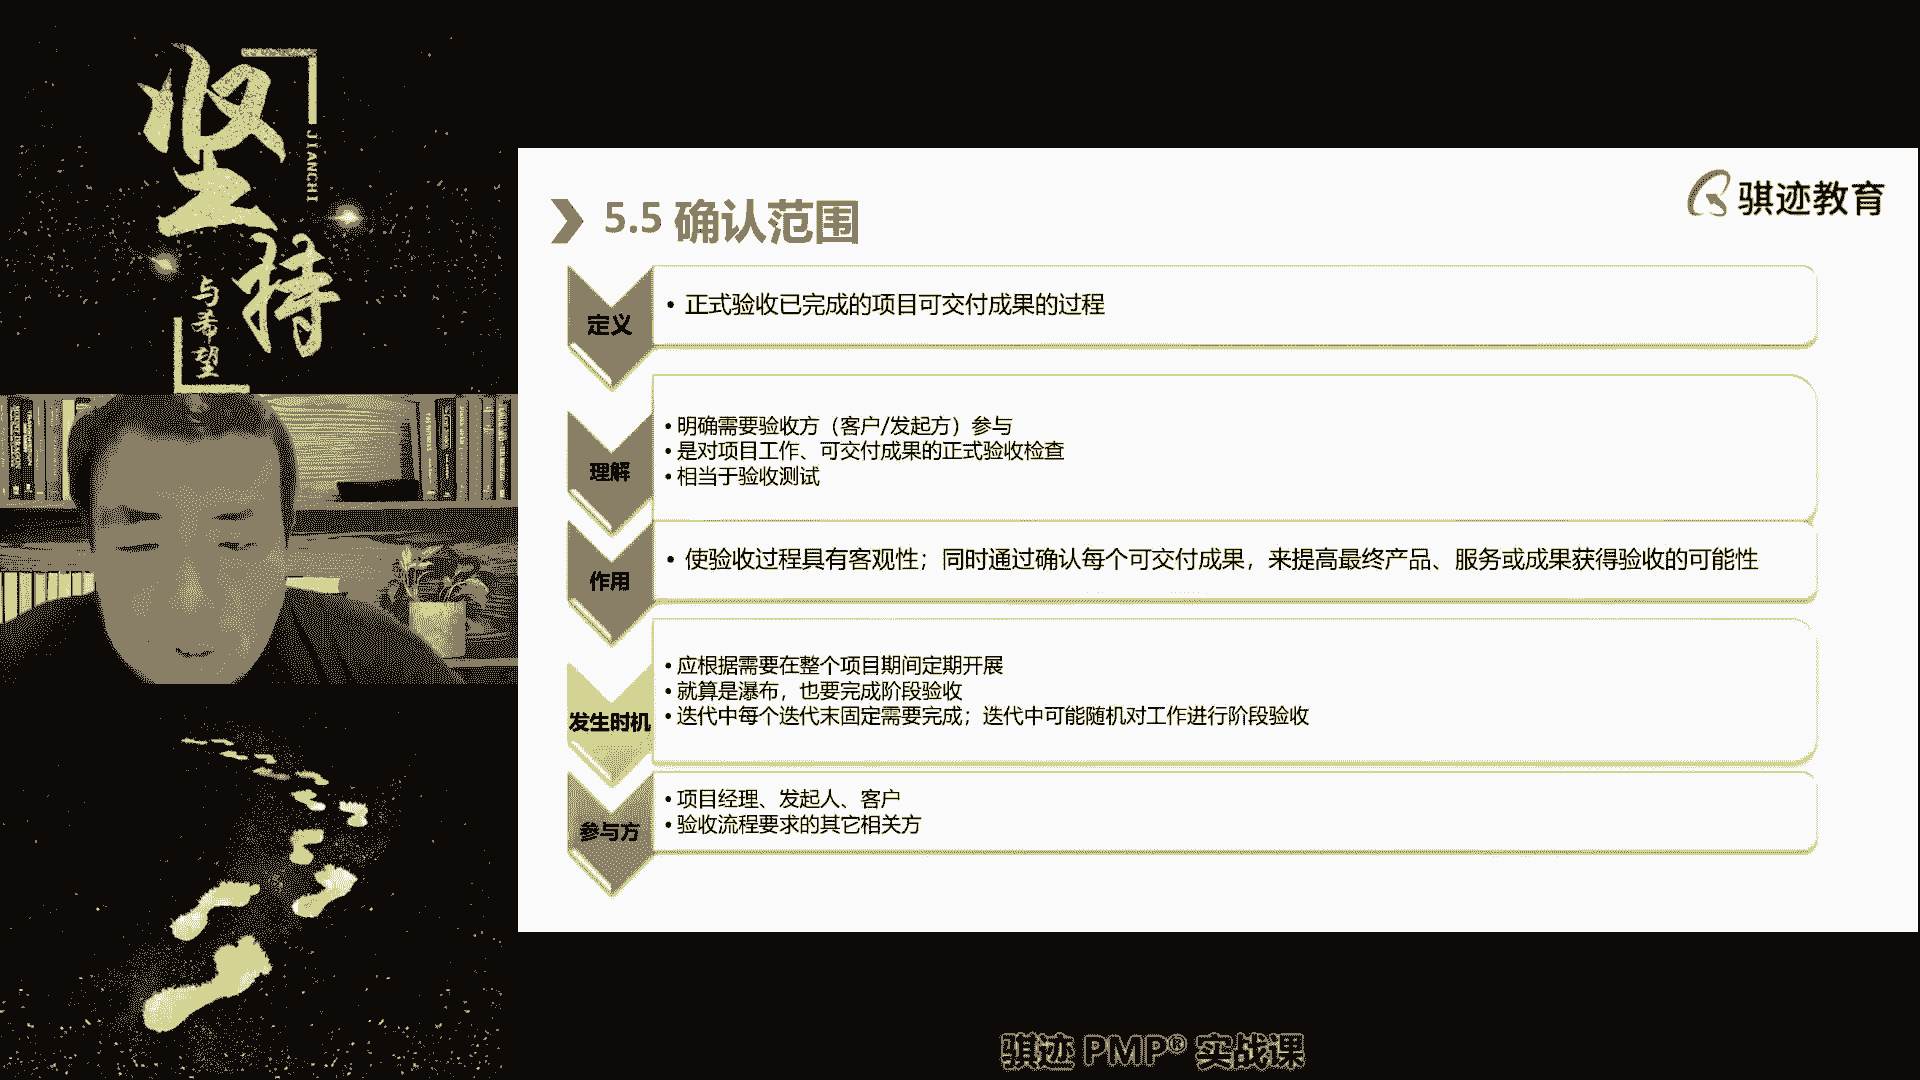 坚持
JIANCHI
与希望
骐迹教育
5.5 确认范围
定义
• 正式验收已完成的项目可交付成果的过程
理解
• 明确需要验收方（客户/发起方）参与
• 是对项目工作、可交付成果的正式验收检查
• 相当于验收测试
作用
• 使验收过程具有客观性；同时通过确认每个可交付成果，来提高最终产品、服务或成果获得验收的可能性
发生时机
• 应根据需要在整个项目期间定期开展
• 就算是瀑布，也要完成阶段验收
• 迭代中每个迭代末固定需要完成；迭代中可能随机对工作进行阶段验收
参与方
• 项目经理、发起人、客户
• 验收流程要求的其它相关方
骐迹 PMP® 实战课